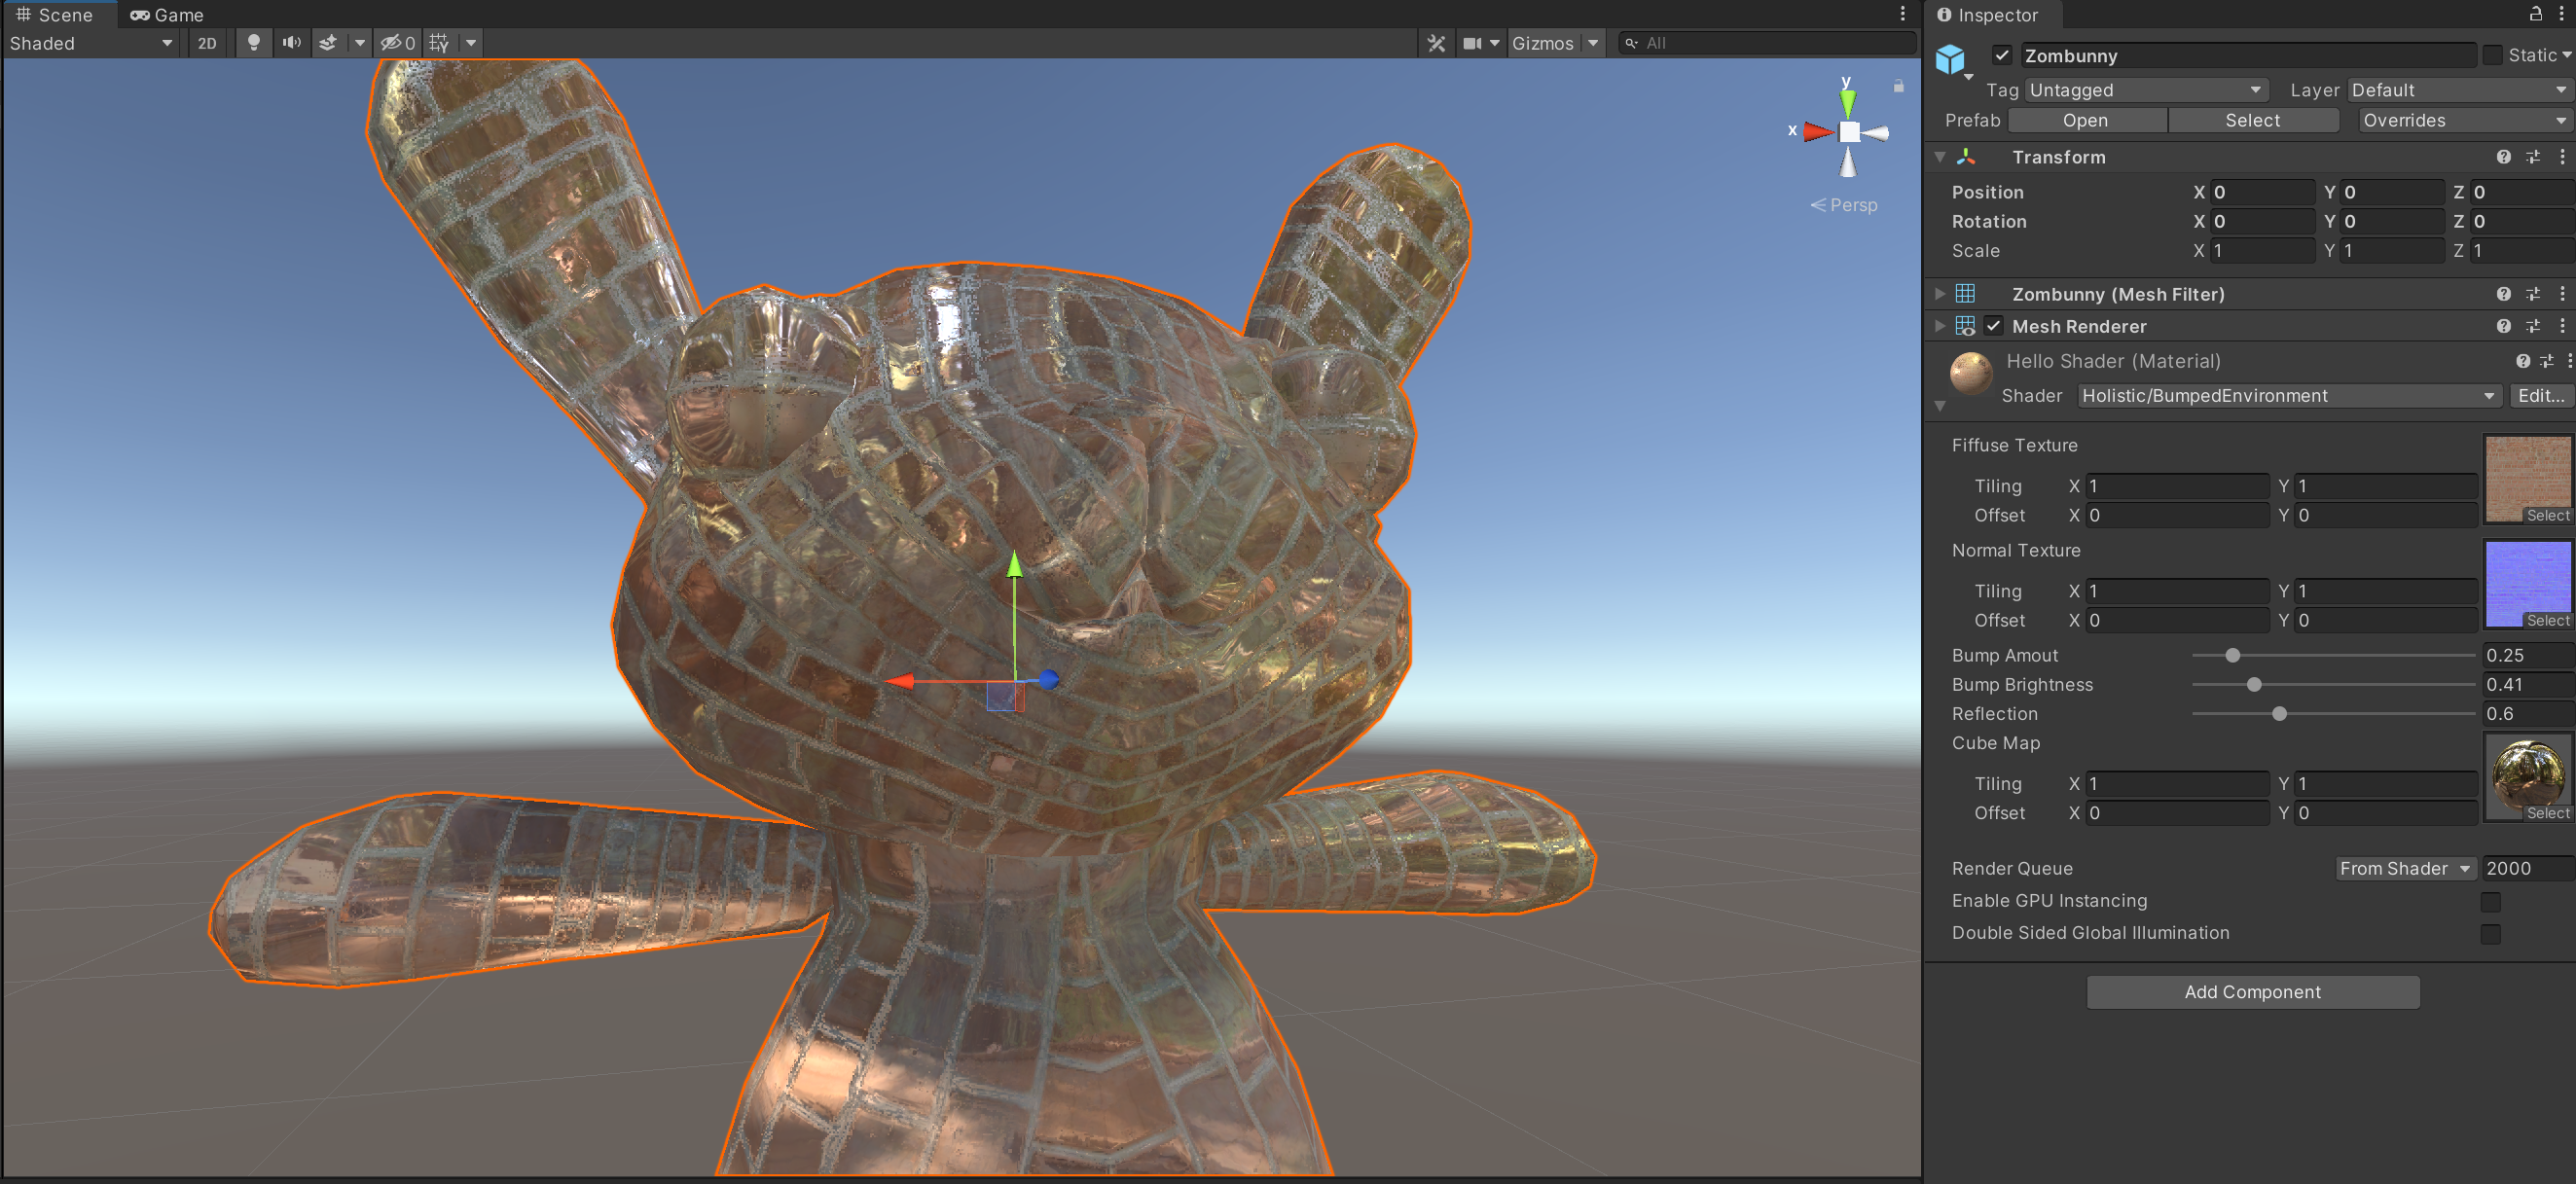 Scene
Game
Shaded
2D
0
Gizmos
All
y
x
Persp
Inspector
Zombunny
Static
Tag Untagged
Layer Default
Prefab Open Select Overrides
Transform
Position X 0 Y 0 Z 0
Rotation X 0 Y 0 Z 0
Scale X 1 Y 1 Z 1
Zombunny (Mesh Filter)
Mesh Renderer
Hello Shader (Material)
Shader Holistic/BumpedEnvironment Edit...
Fiffuse Texture
Tiling X 1 Y 1
Offset X 0 Y 0
Select
Normal Texture
Tiling X 1 Y 1
Offset X 0 Y 0
Select
Bump Amout 0.25
Bump Brightness 0.41
Reflection 0.6
Cube Map
Tiling X 1 Y 1
Offset X 0 Y 0
Select
Render Queue From Shader 2000
Enable GPU Instancing
Double Sided Global Illumination
Add Component